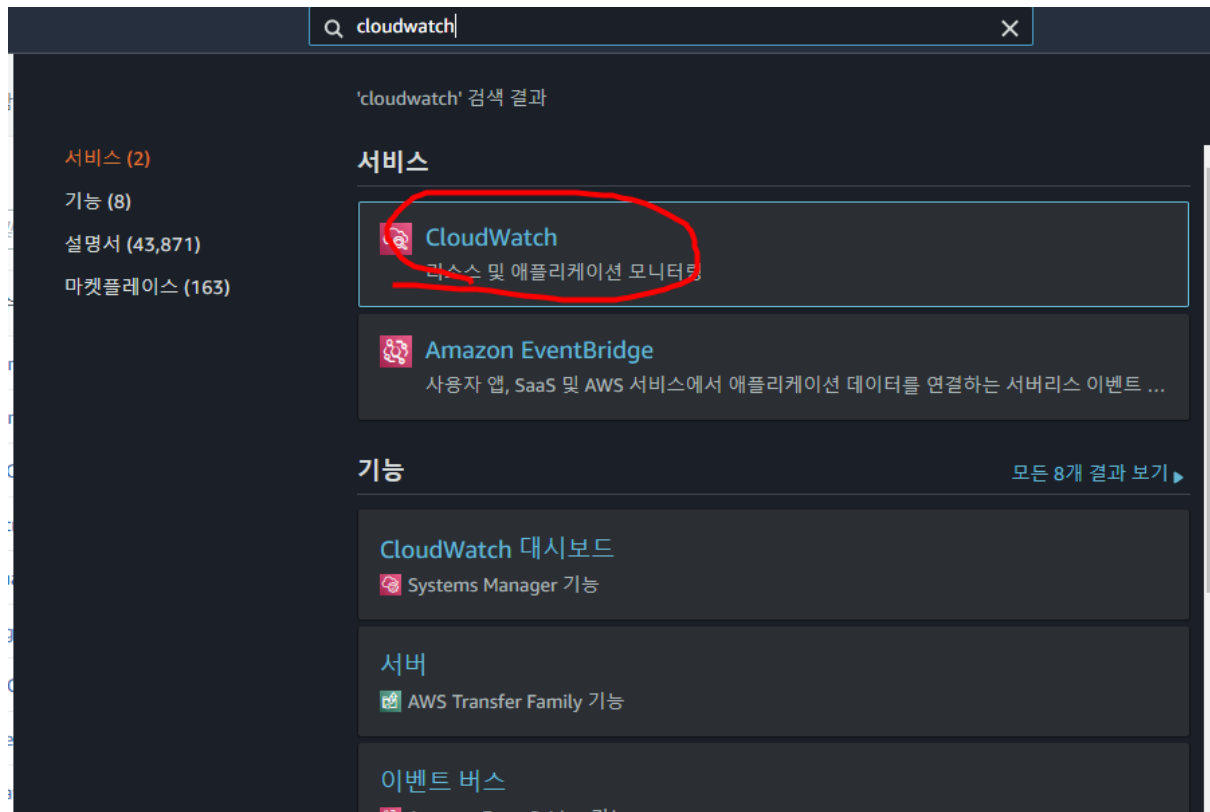 cloudwatch
'cloudwatch' 검색 결과
서비스 (2)
기능 (8)
설명서 (43,871)
마켓플레이스 (163)
서비스
CloudWatch
리소스 및 애플리케이션 모니터링
Amazon EventBridge
사용자 앱, SaaS 및 AWS 서비스에서 애플리케이션 데이터를 연결하는 서버리스 이벤트 ...
기능
모든 8개 결과 보기
CloudWatch 대시보드
Systems Manager 기능
서버
AWS Transfer Family 기능
이벤트 버스